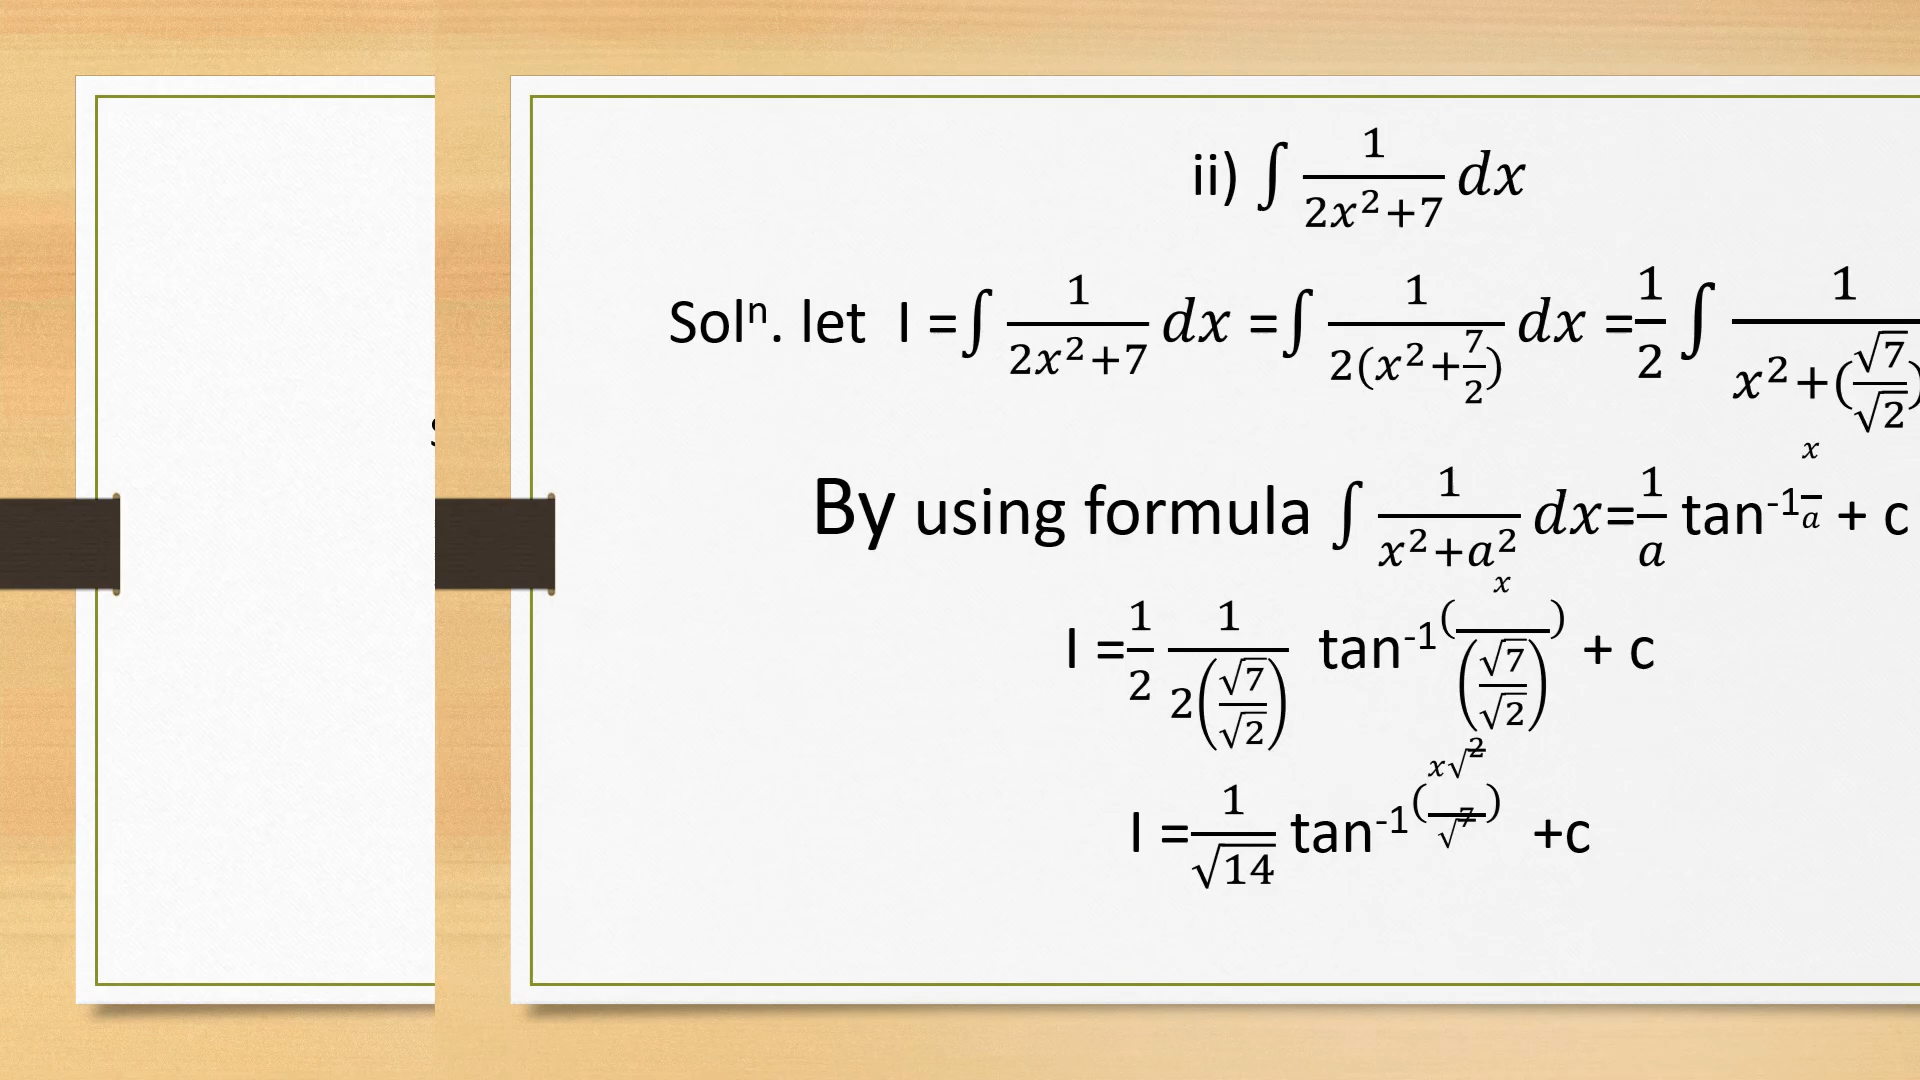 ii) ∫ 1/(2x²+7) dx
Solⁿ. let I =∫ 1/(2x²+7) dx =∫ 1/(2(x²+7/2)) dx =1/2 ∫ 1/(x²+(√7/√2)
By using formula ∫ 1/(x²+a²) dx=1/a tan⁻¹ x/a + c
I =1/2 1/(2(√7/√2)) tan⁻¹(x/(√7/√2)) + c
I =1/√14 tan⁻¹(x√2/√7) +c